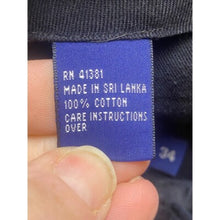 RN 41381
MADE IN SRI LANKA
100% COTTON
CARE INSTRUCTIONS
OVER
34